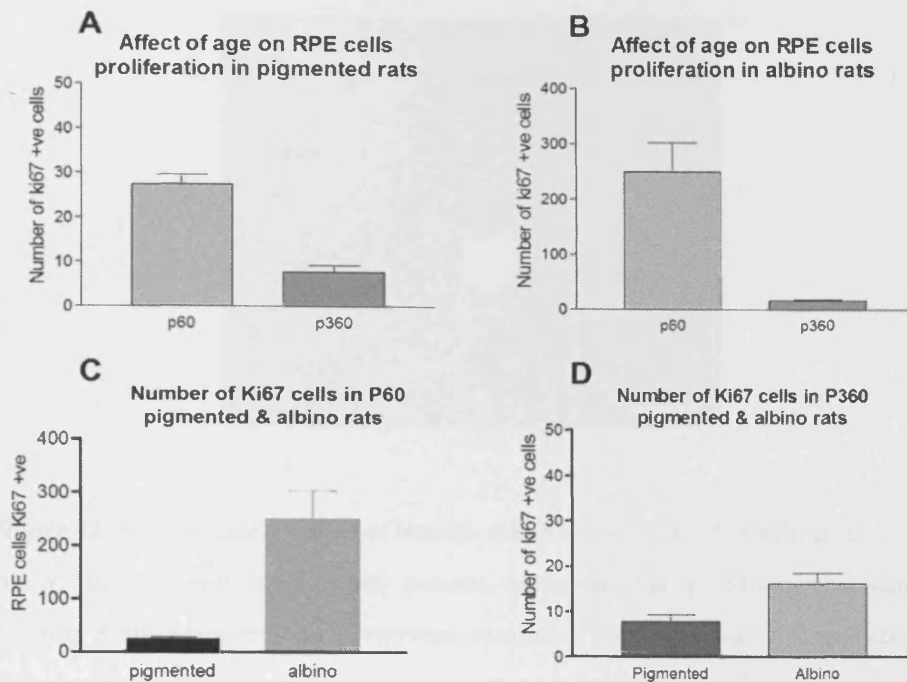 A
Affect of age on RPE cells
proliferation in pigmented rats
Number of ki67 +ve cells
50
40
30
20
10
0
p60
p360
B
Affect of age on RPE cells
proliferation in albino rats
Number of ki67 +ve cells
400
300
200
100
0
p60
p360
C
Number of Ki67 cells in P60
pigmented & albino rats
RPE cells Ki67 +ve
400
300
200
100
0
pigmented
albino
D
Number of Ki67 cells in P360
pigmented & albino rats
Number of ki67 +ve cells
50
40
30
20
10
0
Pigmented
Albino